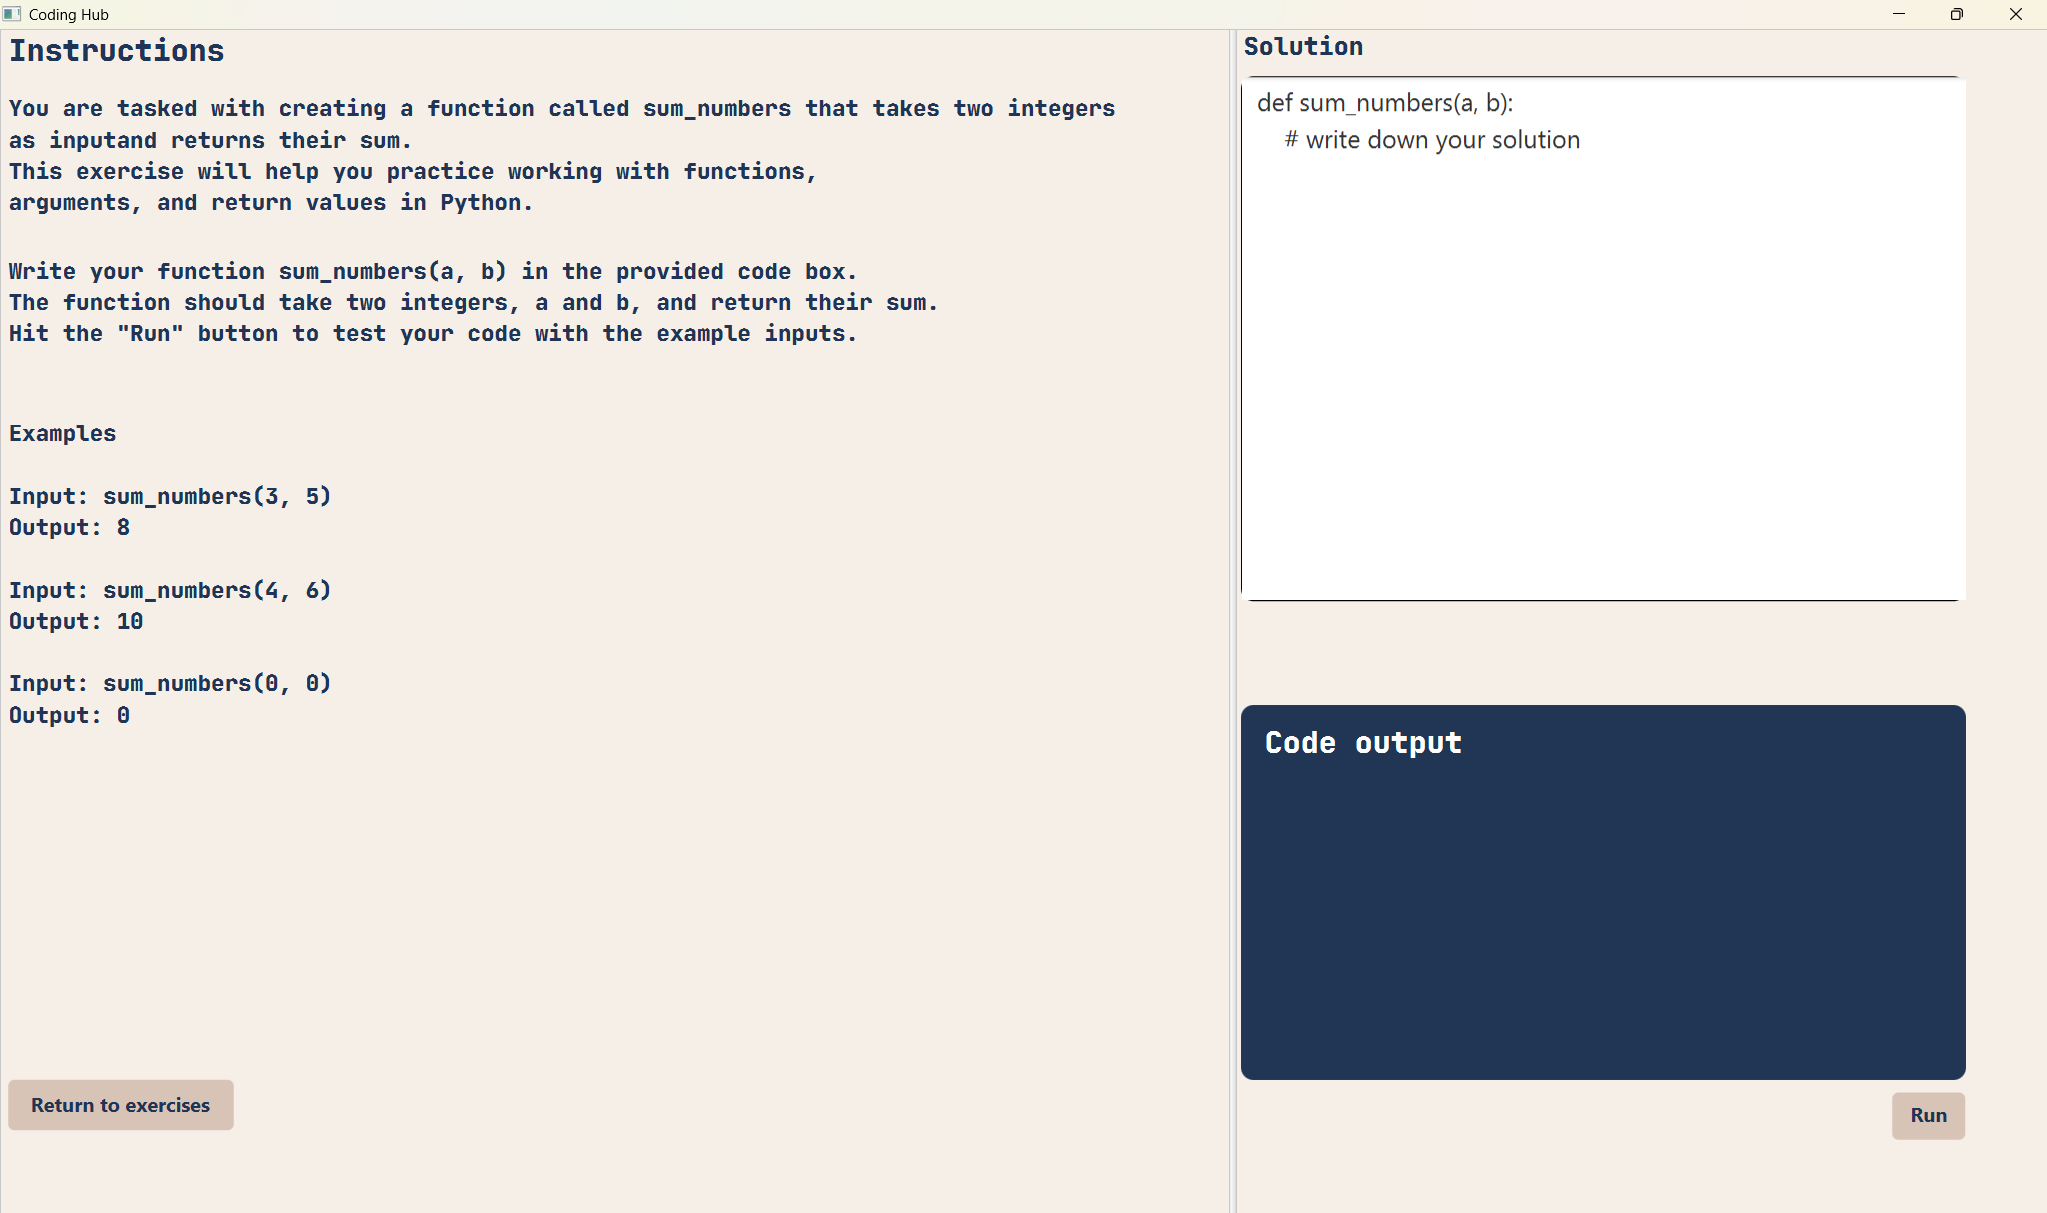 Coding Hub
Instructions
You are tasked with creating a function called sum_numbers that takes two integers
as inputand returns their sum.
This exercise will help you practice working with functions,
arguments, and return values in Python.
Write your function sum_numbers(a, b) in the provided code box.
The function should take two integers, a and b, and return their sum.
Hit the "Run" button to test your code with the example inputs.
Examples
Input: sum_numbers(3, 5)
Output: 8
Input: sum_numbers(4, 6)
Output: 10
Input: sum_numbers(0, 0)
Output: 0
Return to exercises
Solution
def sum_numbers(a, b):
# write down your solution
Code output
Run